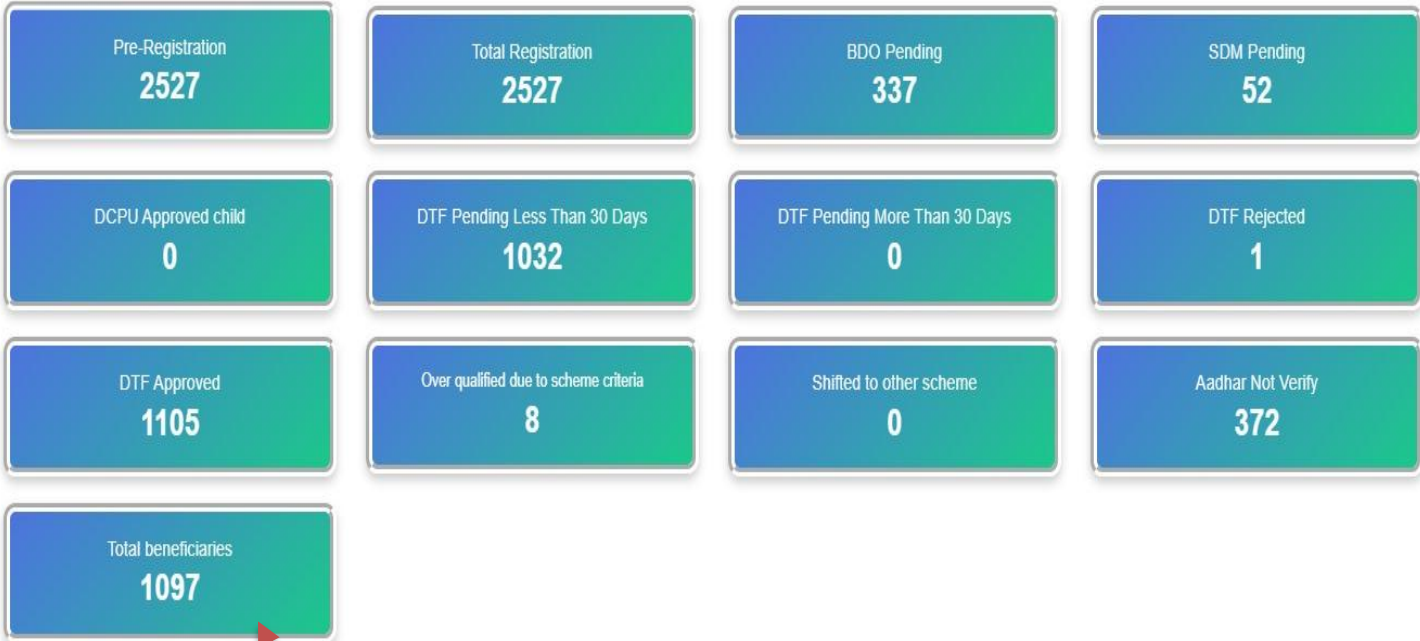 Pre-Registration
2527
Total Registration
2527
BDO Pending
337
SDM Pending
52
DCPU Approved child
0
DTF Pending Less Than 30 Days
1032
DTF Pending More Than 30 Days
0
DTF Rejected
1
DTF Approved
1105
Over qualified due to scheme criteria
8
Shifted to other scheme
0
Aadhar Not Verify
372
Total beneficiaries
1097